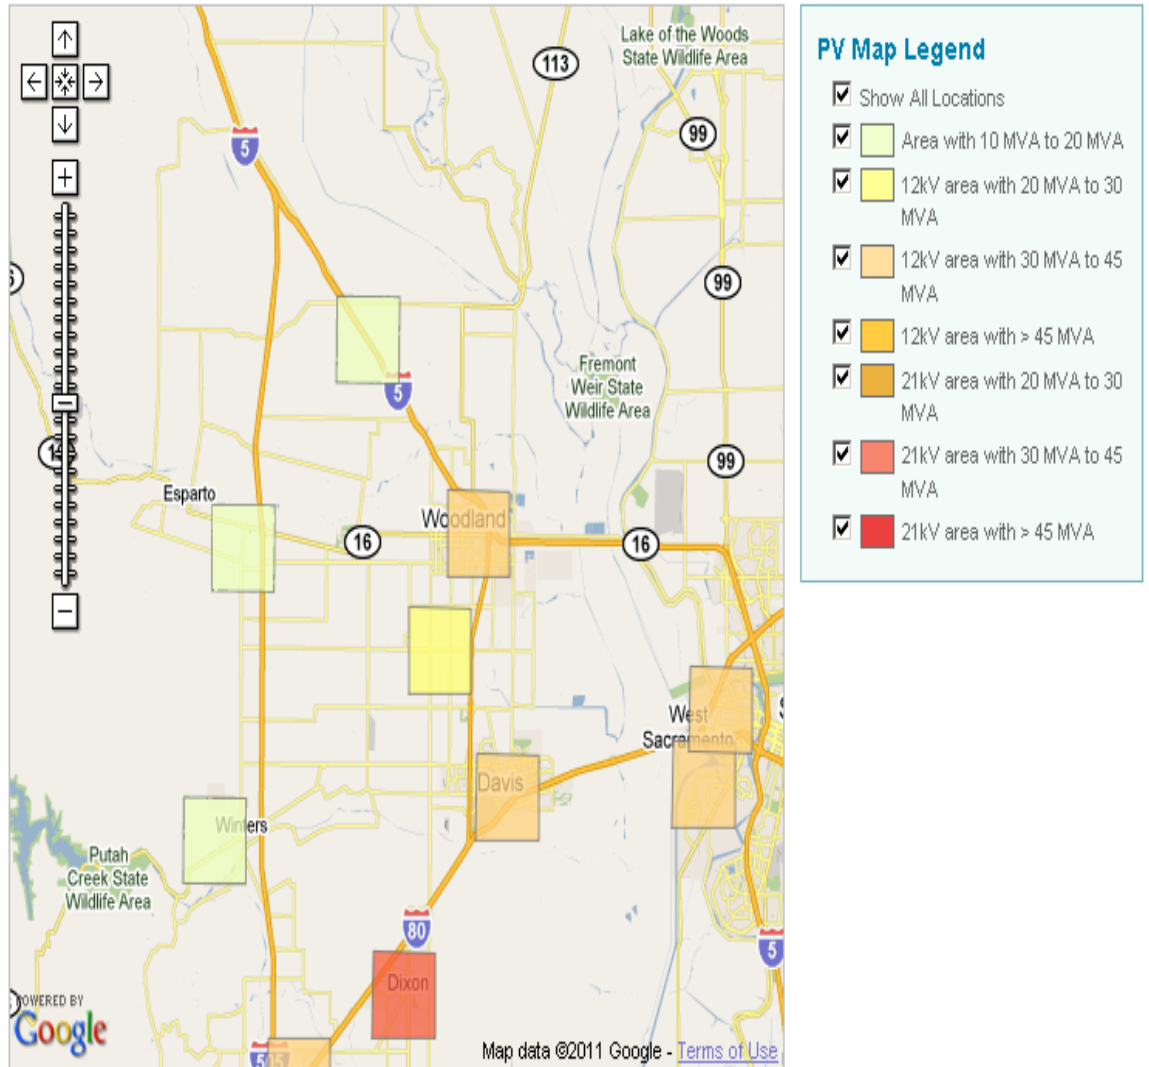 Lake of the Woods
State Wildlife Area
113
5
99
99
Fremont
Weir State
Wildlife Area
5
99
Esparto
Woodland
16
16
West
Sacramento
Davis
Winters
Putah
Creek State
Wildlife Area
80
5
Dixon
POWERED BY
Google
505
Map data ©2011 Google - Terms of Use
PV Map Legend
Show All Locations
Area with 10 MVA to 20 MVA
12kV area with 20 MVA to 30
MVA
12kV area with 30 MVA to 45
MVA
12kV area with > 45 MVA
21kV area with 20 MVA to 30
MVA
21kV area with 30 MVA to 45
MVA
21kV area with > 45 MVA